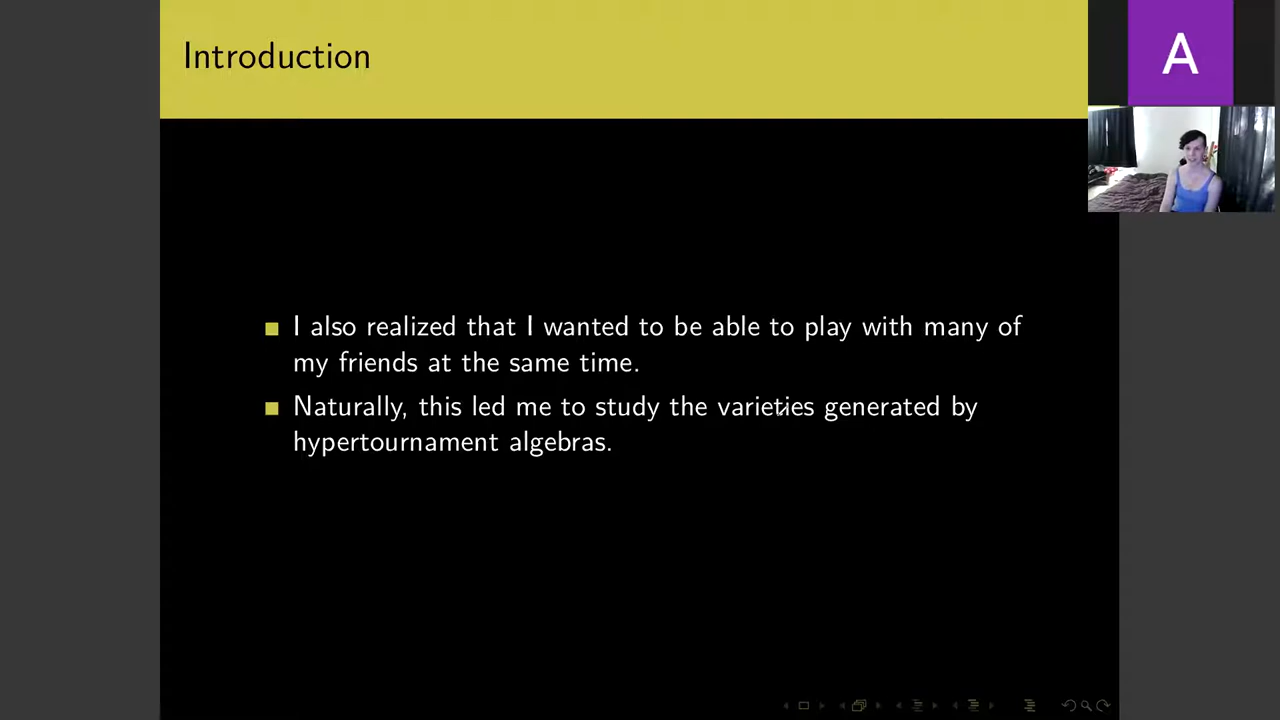 Introduction
A
I also realized that I wanted to be able to play with many of
my friends at the same time.
Naturally, this led me to study the varieties generated by
hypertournament algebras.